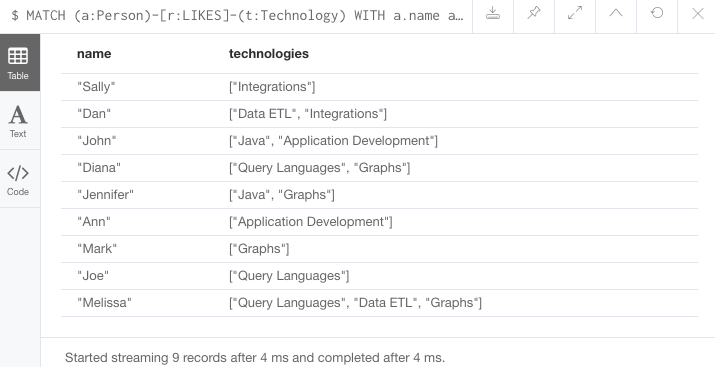 $ MATCH (a:Person)-[r:LIKES]-(t:Technology) WITH a.name a…
name technologies
Table
"Sally" ["Integrations"]
"Dan" ["Data ETL", "Integrations"]
Text
"John" ["Java", "Application Development"]
"Diana" ["Query Languages", "Graphs"]
Code
"Jennifer" ["Java", "Graphs"]
"Ann" ["Application Development"]
"Mark" ["Graphs"]
"Joe" ["Query Languages"]
"Melissa" ["Query Languages", "Data ETL", "Graphs"]
Started streaming 9 records after 4 ms and completed after 4 ms.